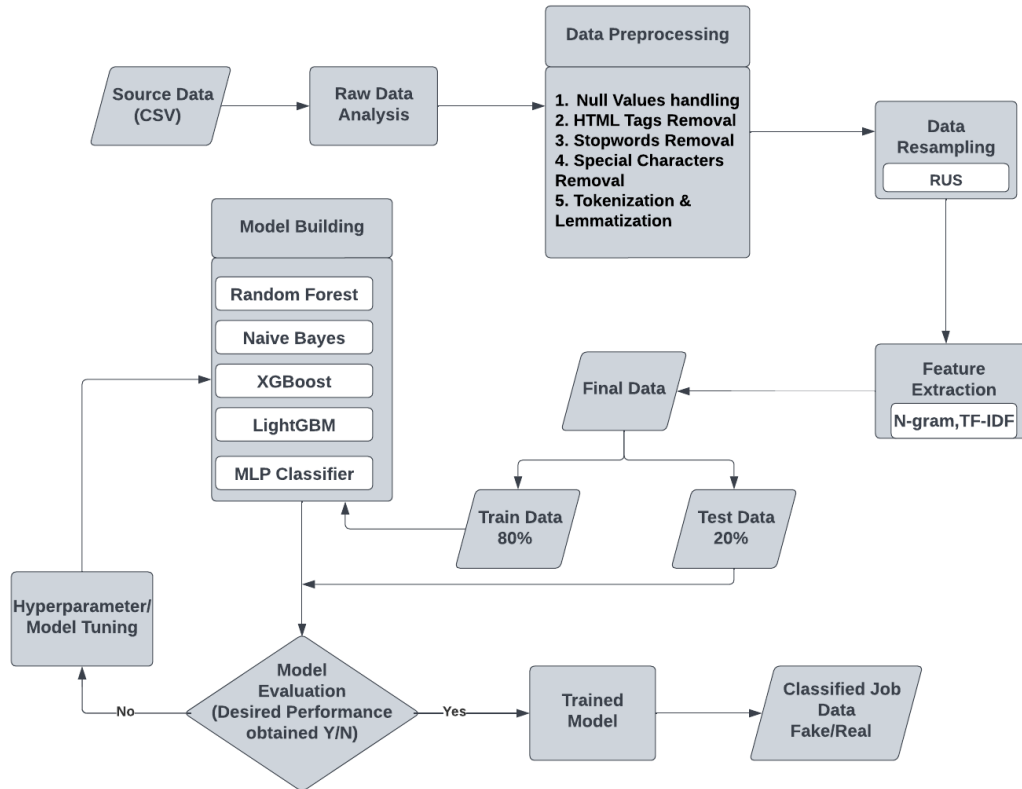 Source Data
(CSV)
Raw Data
Analysis
Data Preprocessing
1. Null Values handling
2. HTML Tags Removal
3. Stopwords Removal
4. Special Characters
Removal
5. Tokenization &
Lemmatization
Data
Resampling
RUS
Feature
Extraction
N-gram,TF-IDF
Final Data
Train Data
80%
Test Data
20%
Model Building
Random Forest
Naive Bayes
XGBoost
LightGBM
MLP Classifier
Hyperparameter/
Model Tuning
Model
Evaluation
(Desired Performance
obtained Y/N)
No
Yes
Trained
Model
Classified Job
Data
Fake/Real